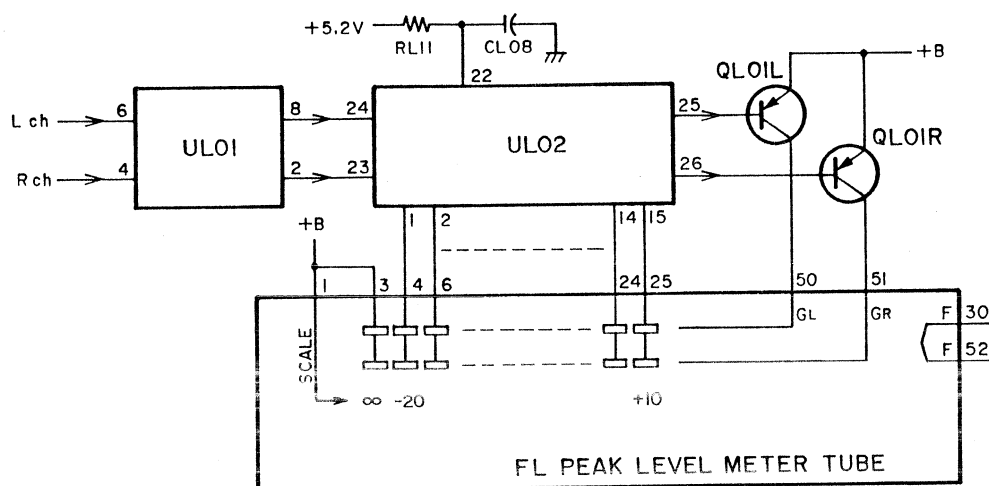 +5.2V
RL11
CL08
22
+B
QL01L
QL01R
L ch
6
8
24
25
UL01
UL02
R ch
4
2
23
26
+B
1
2
14
15
1
3
4
6
24
25
50
51
GL
GR
F
30
F
52
SCALE
∞
-20
+10
FL PEAK LEVEL METER TUBE